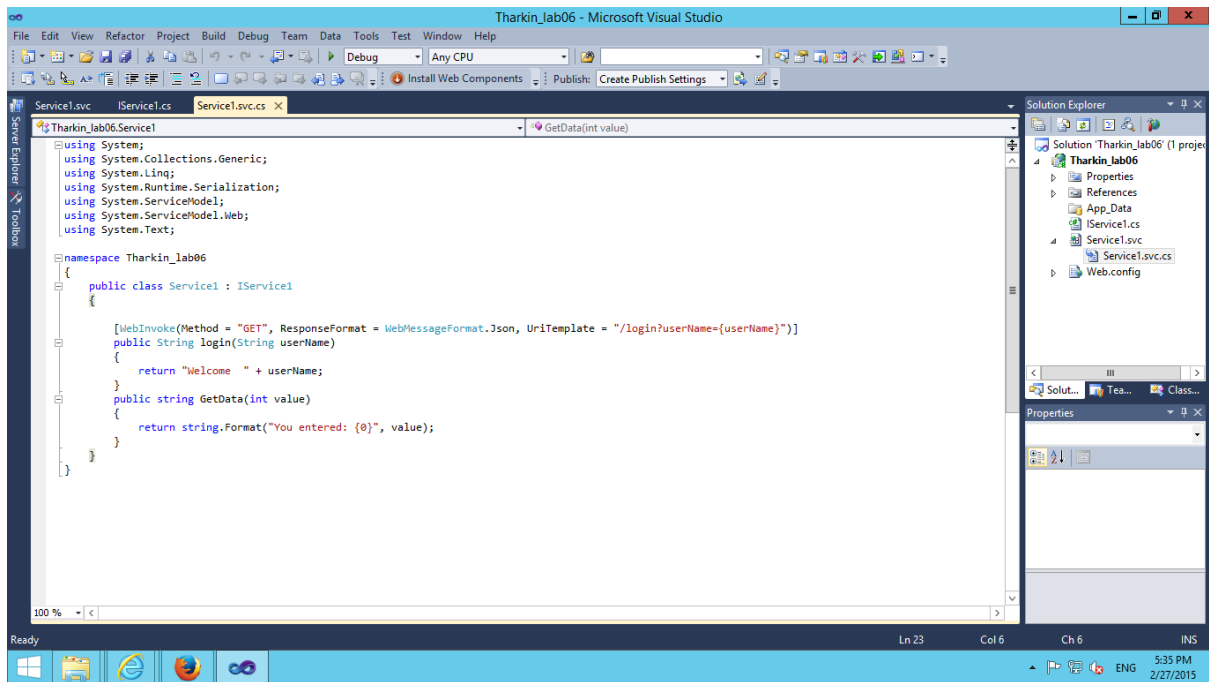 Tharkin_lab06 - Microsoft Visual Studio
File Edit View Refactor Project Build Debug Team Data Tools Test Window Help
Debug Any CPU
Install Web Components Publish: Create Publish Settings
Service1.svc IService1.cs Service1.svc.cs
Tharkin_lab06.Service1 GetData(int value)
Server Explorer
Toolbox
using System;
using System.Collections.Generic;
using System.Linq;
using System.Runtime.Serialization;
using System.ServiceModel;
using System.ServiceModel.Web;
using System.Text;
namespace Tharkin_lab06
{
public class Service1 : IService1
{
[WebInvoke(Method = "GET", ResponseFormat = WebMessageFormat.Json, UriTemplate = "/login?userName={userName}")]
public String login(String userName)
{
return "Welcome  " + userName;
}
public string GetData(int value)
{
return string.Format("You entered: {0}", value);
}
}
}
100 %
Solution Explorer
Solution 'Tharkin_lab06' (1 projec
Tharkin_lab06
Properties
References
App_Data
IService1.cs
Service1.svc
Service1.svc.cs
Web.config
Solut... Tea... Class...
Properties
Ready Ln 23 Col 6 Ch 6 INS
ENG 5:35 PM
2/27/2015